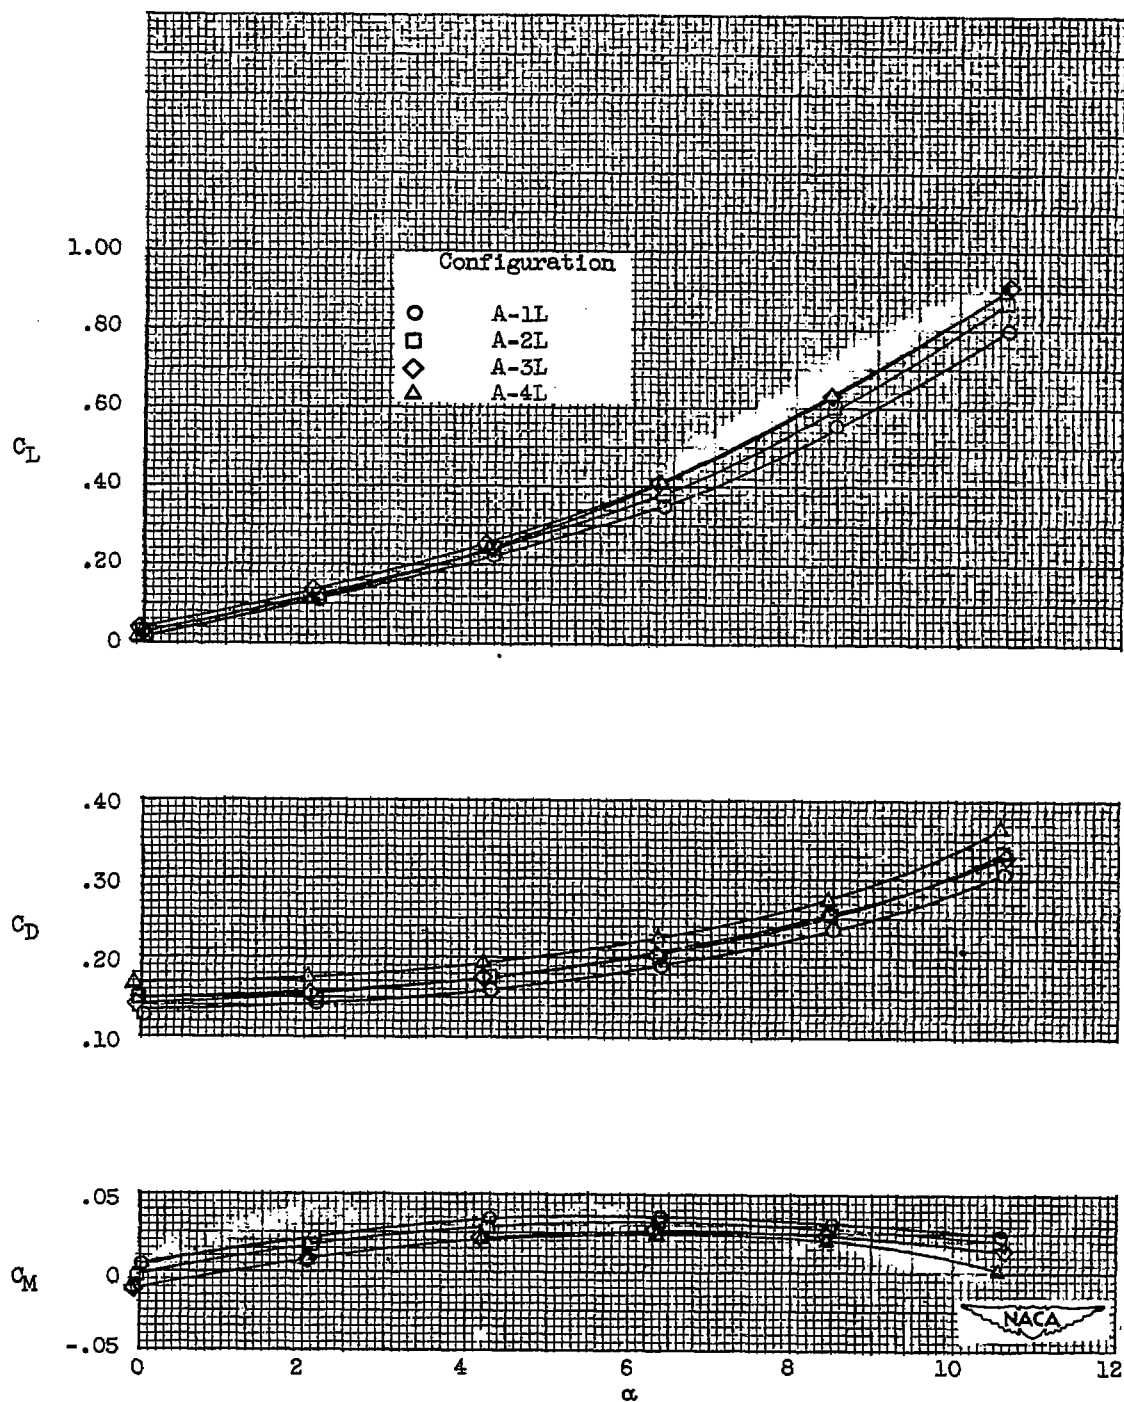 1.00
.80
.60
.40
.20
0
C_L
Configuration
A-1L
A-2L
A-3L
A-4L
.40
.30
.20
.10
C_D
.05
0
-.05
C_M
NACA
0 2 4 6 8 10 12
α